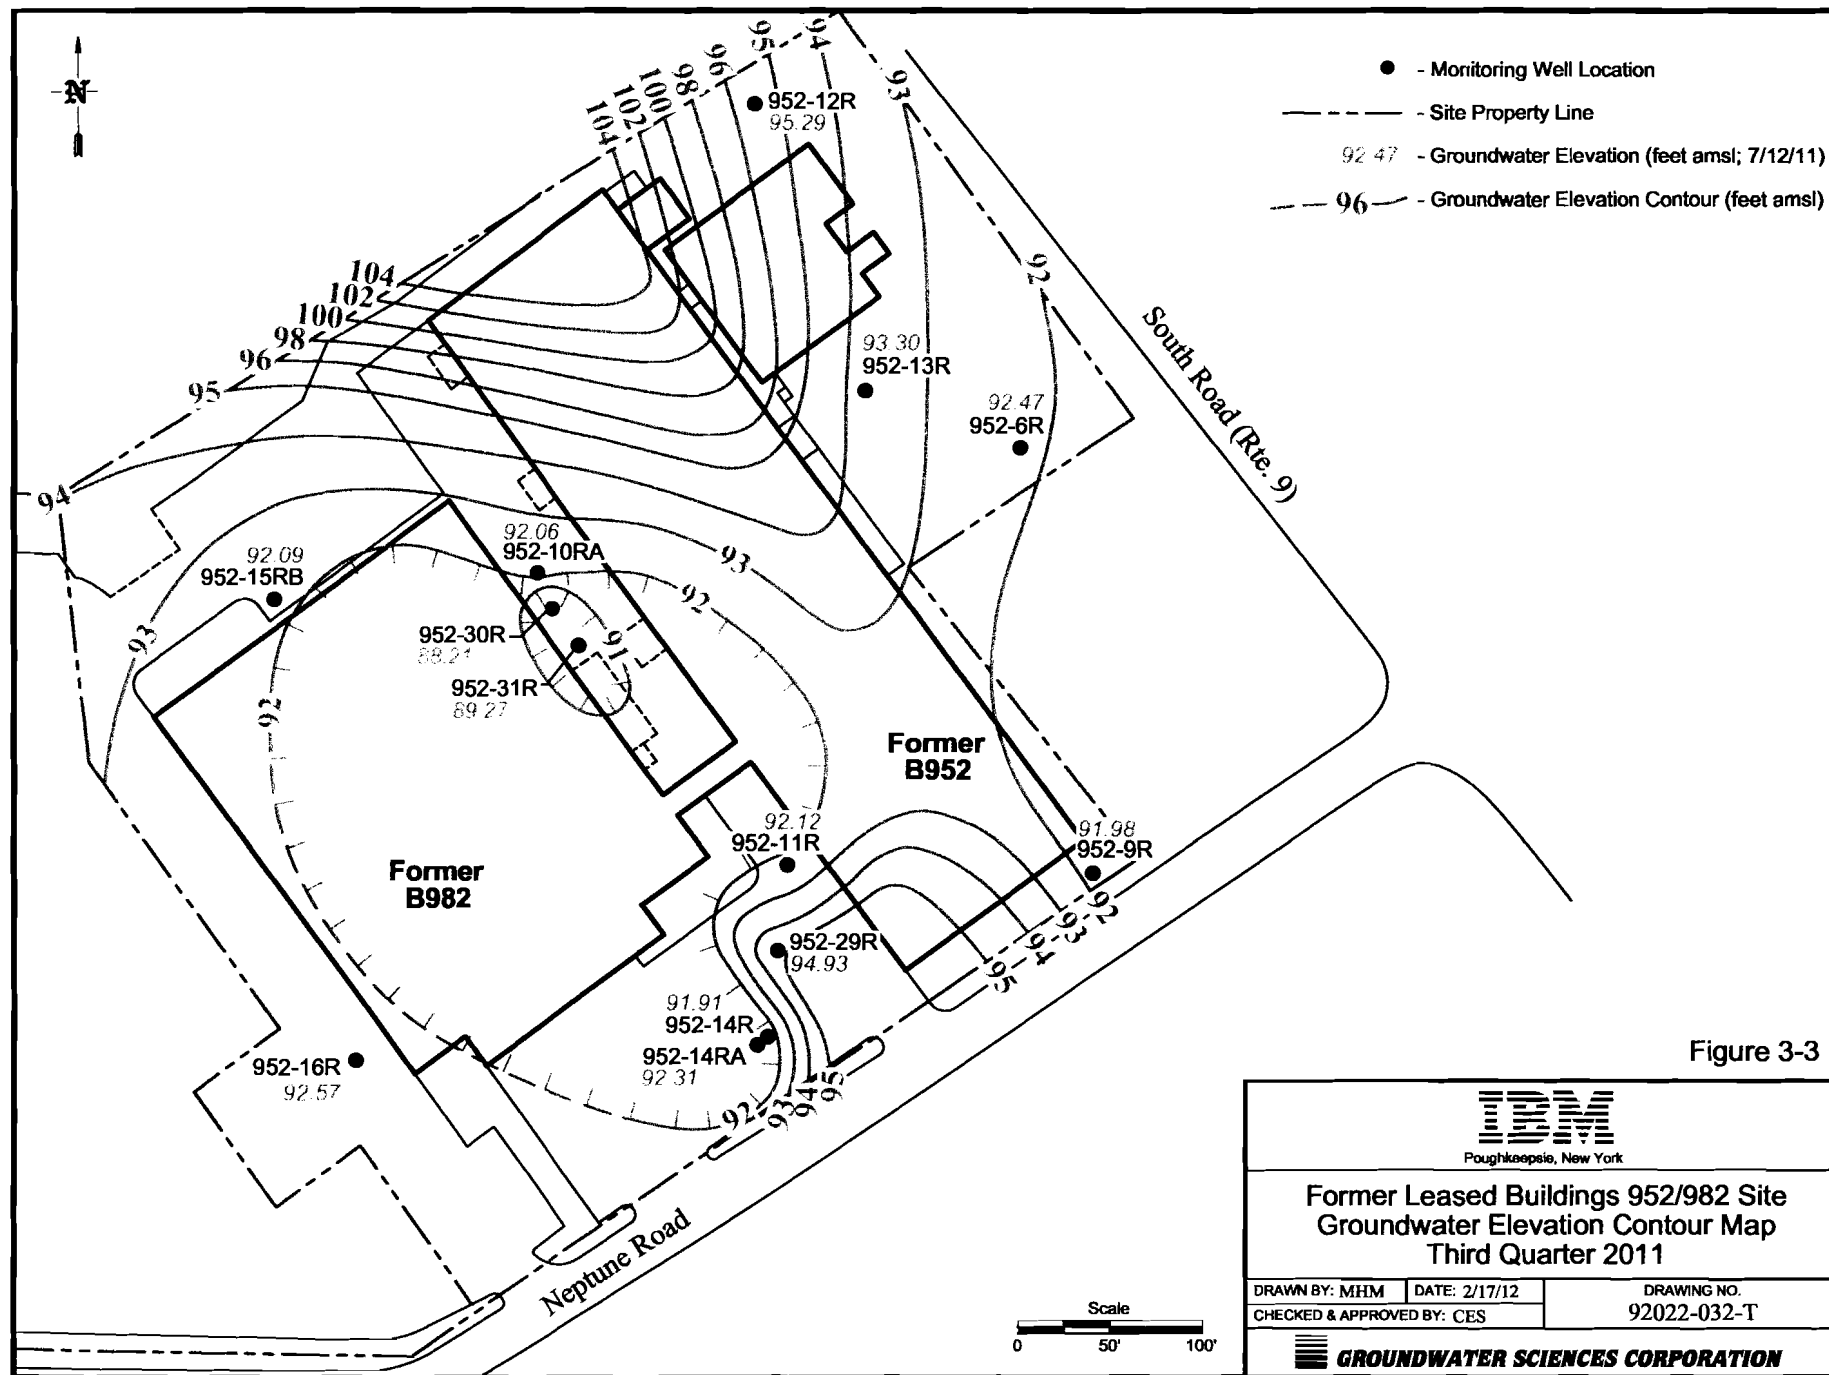 N
- Monitoring Well Location
- Site Property Line
92.47 - Groundwater Elevation (feet amsl; 7/12/11)
96 - Groundwater Elevation Contour (feet amsl)
104
102
100
98
96
95
94
93
92
952-12R
95.29
104
102
100
98
96
95
94
93
93.30
952-13R
92.47
952-6R
South Road (Rte. 9)
92.09
952-15RB
92.06
952-10RA
93
92
952-30R
88.21
91
952-31R
89.27
92
Former
B952
92.12
952-11R
91.98
952-9R
Former
B982
952-29R
94.93
92
93
94
95
91.91
952-14R
952-14RA
92.31
952-16R
92.57
92
93
94
95
Neptune Road
Figure 3-3
IBM
Poughkeepsie, New York
Former Leased Buildings 952/982 Site
Groundwater Elevation Contour Map
Third Quarter 2011
DRAWN BY: MHM
DATE: 2/17/12
DRAWING NO.
CHECKED & APPROVED BY: CES
92022-032-T
GROUNDWATER SCIENCES CORPORATION
Scale
0 50' 100'